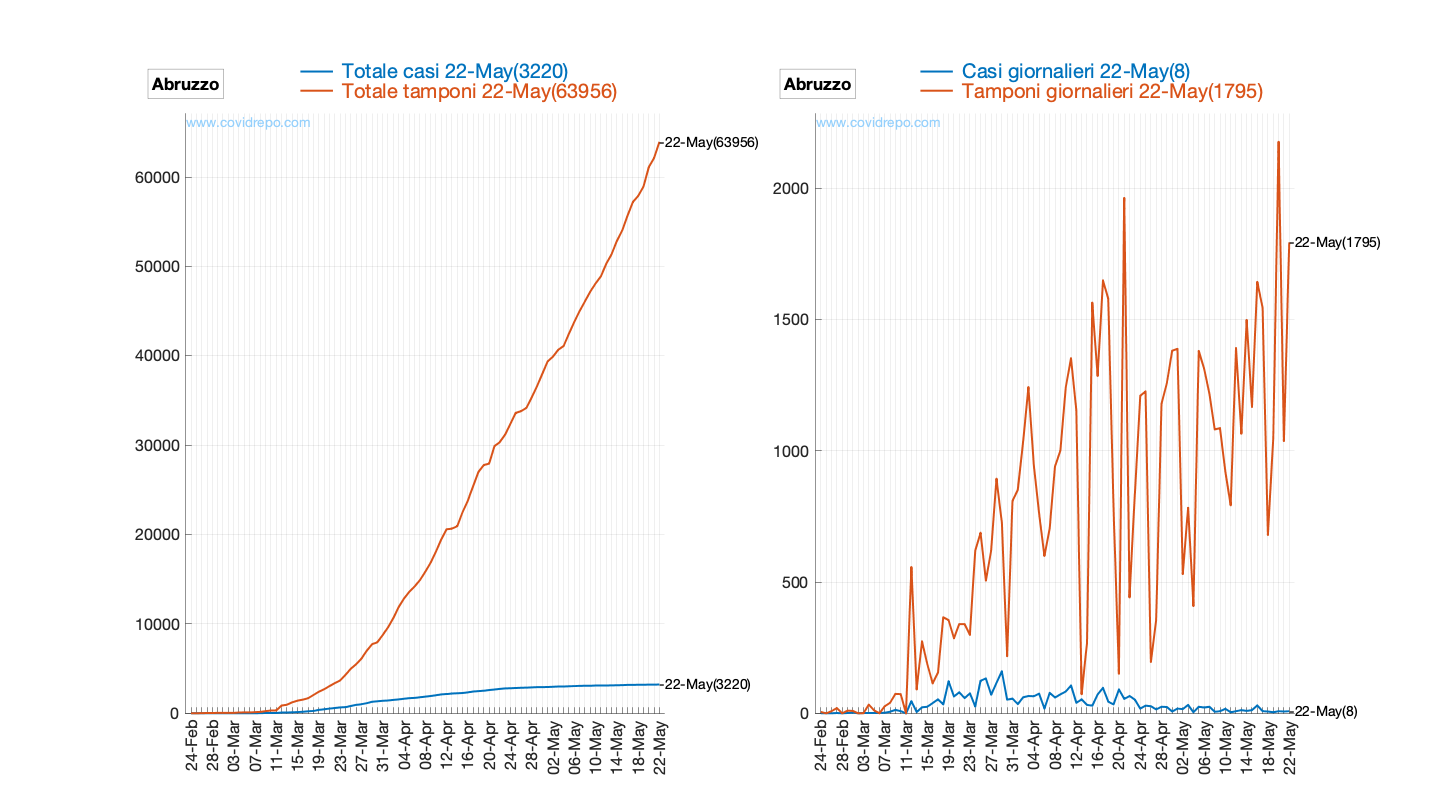 Abruzzo
Totale casi 22-May(3220)
Totale tamponi 22-May(63956)
www.covidrepo.com
22-May(63956)
60000
50000
40000
30000
20000
10000
0
22-May(3220)
24-Feb
28-Feb
03-Mar
07-Mar
11-Mar
15-Mar
19-Mar
23-Mar
27-Mar
31-Mar
04-Apr
08-Apr
12-Apr
16-Apr
20-Apr
24-Apr
28-Apr
02-May
06-May
10-May
14-May
18-May
22-May
Abruzzo
Casi giornalieri 22-May(8)
Tamponi giornalieri 22-May(1795)
www.covidrepo.com
2000
22-May(1795)
1500
1000
500
0
22-May(8)
24-Feb
28-Feb
03-Mar
07-Mar
11-Mar
15-Mar
19-Mar
23-Mar
27-Mar
31-Mar
04-Apr
08-Apr
12-Apr
16-Apr
20-Apr
24-Apr
28-Apr
02-May
06-May
10-May
14-May
18-May
22-May